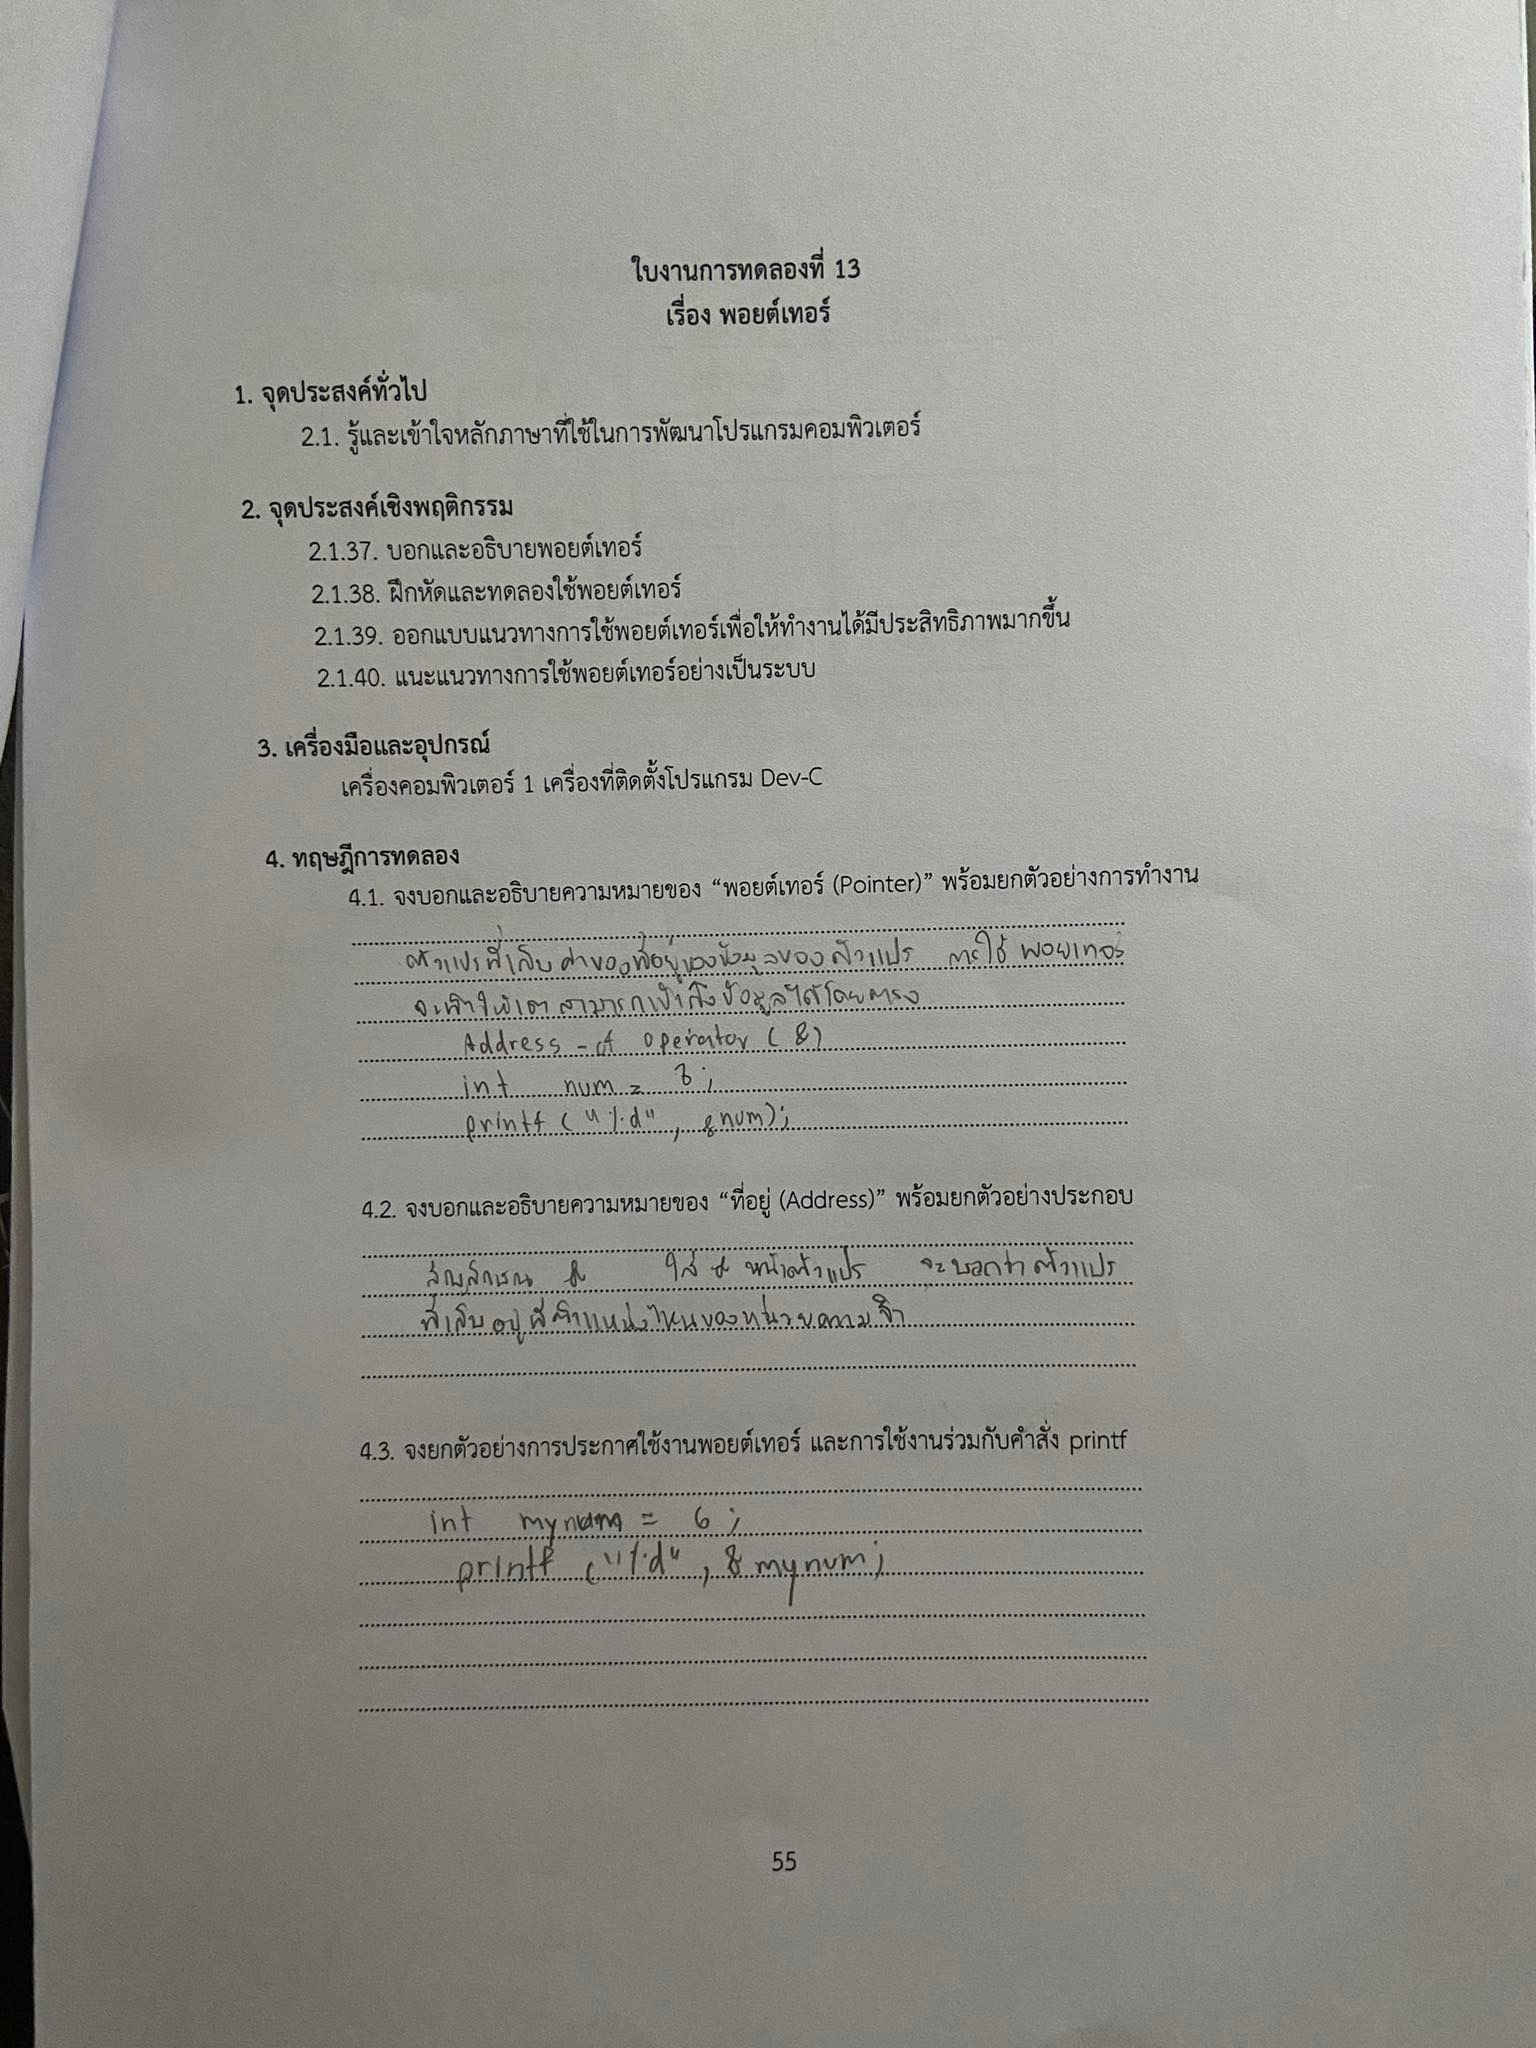 ใบงานการทดลองที่ 13
เรื่อง พอยต์เทอร์
1. จุดประสงค์ทั่วไป
2.1. รู้และเข้าใจหลักภาษาที่ใช้ในการพัฒนาโปรแกรมคอมพิวเตอร์
2. จุดประสงค์เชิงพฤติกรรม
2.1.37. บอกและอธิบายพอยต์เทอร์
2.1.38. ฝึกหัดและทดลองใช้พอยต์เทอร์
2.1.39. ออกแบบแนวทางการใช้พอยต์เทอร์เพื่อให้ทำงานได้มีประสิทธิภาพมากขึ้น
2.1.40. แนะแนวทางการใช้พอยต์เทอร์อย่างเป็นระบบ
3. เครื่องมือและอุปกรณ์
เครื่องคอมพิวเตอร์ 1 เครื่องที่ติดตั้งโปรแกรม Dev-C
4. ทฤษฎีการทดลอง
4.1. จงบอกและอธิบายความหมายของ “พอยต์เทอร์ (Pointer)” พร้อมยกตัวอย่างการทำงาน
ตัวแปรที่เก็บค่าของที่อยู่ของข้อมูลของตัวแปร การใช้ พอยเทอร์
จะทำให้เราสามารถเข้าถึงข้อมูลได้โดยตรง
Address - of operator (&)
int num = 3;
printf ("%d", &num);
4.2. จงบอกและอธิบายความหมายของ “ที่อยู่ (Address)” พร้อมยกตัวอย่างประกอบ
สัญลักษณ & ใส่ & หน้าตัวแปร จะบอกว่าตัวแปร
ที่เก็บอยู่ที่ตำแหน่งไหนของหน่วยความจำ
4.3. จงยกตัวอย่างการประกาศใช้งานพอยต์เทอร์ และการใช้งานร่วมกับคำสั่ง printf
int mynum = 6;
printf ("%d", &mynum;
55